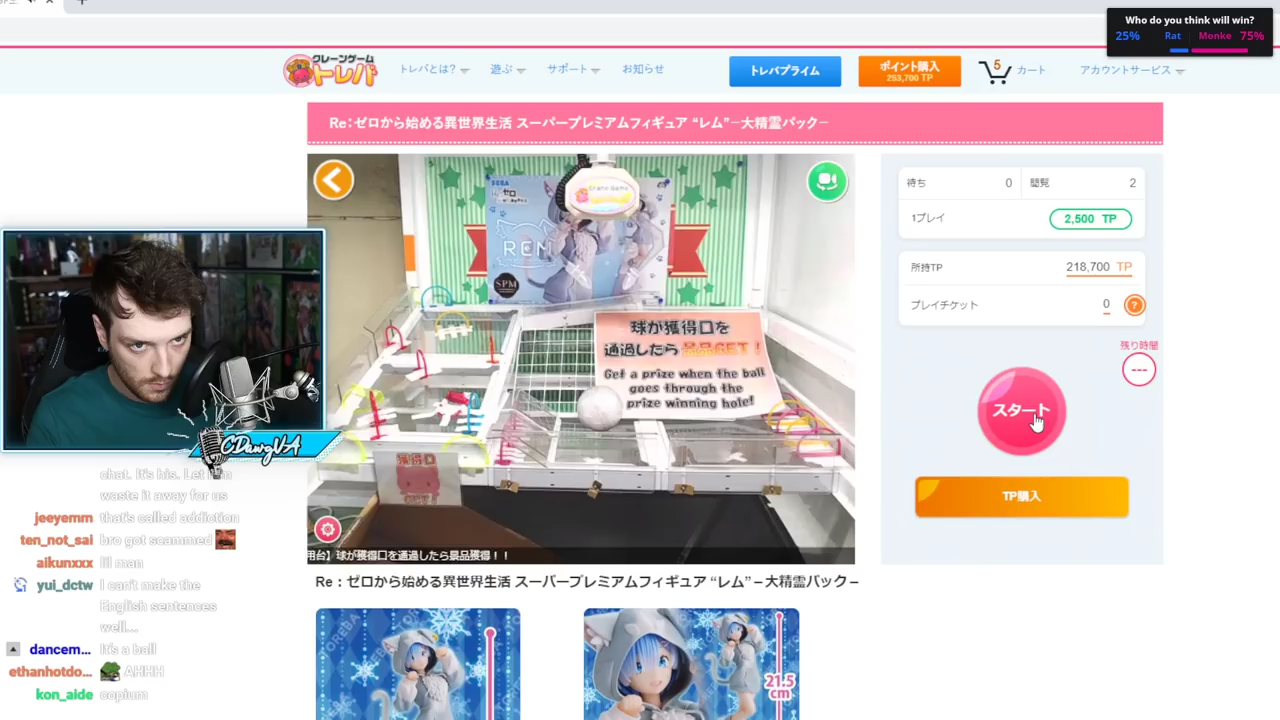 Who do you think will win?
25% Rat Monke 75%
クレーンゲーム
トレバ
トレバとは?
遊ぶ
サポート
お知らせ
トレバプライム
ポイント購入
253,700 TP
5
カート
アカウントサービス
Re:ゼロから始める異世界生活 スーパープレミアムフィギュア “レム”－大精霊パック－
SEGA
REM
SPM
球が獲得口を
通過したら景品GET!
Get a prize when the ball
goes through the
prize winning hole!
獲得口
用台】球が獲得口を通過したら景品獲得！！
待ち 0
閲覧 2
1プレイ 2,500 TP
所持TP 218,700 TP
プレイチケット 0 ?
残り時間
---
スタート
TP購入
CDawgVA
chat. It's his. Let him
waste it away for us
jeeyemm that's called addiction
ten_not_sai bro got scammed
aikunxxx lil man
yui_dctw I can't make the
English sentences
well...
dancem... It's a ball
ethanhotdo... AHHH
kon_aide copium
Re：ゼロから始める異世界生活 スーパープレミアムフィギュア “レム”－大精霊パック－
TOREBA
21.5
cm